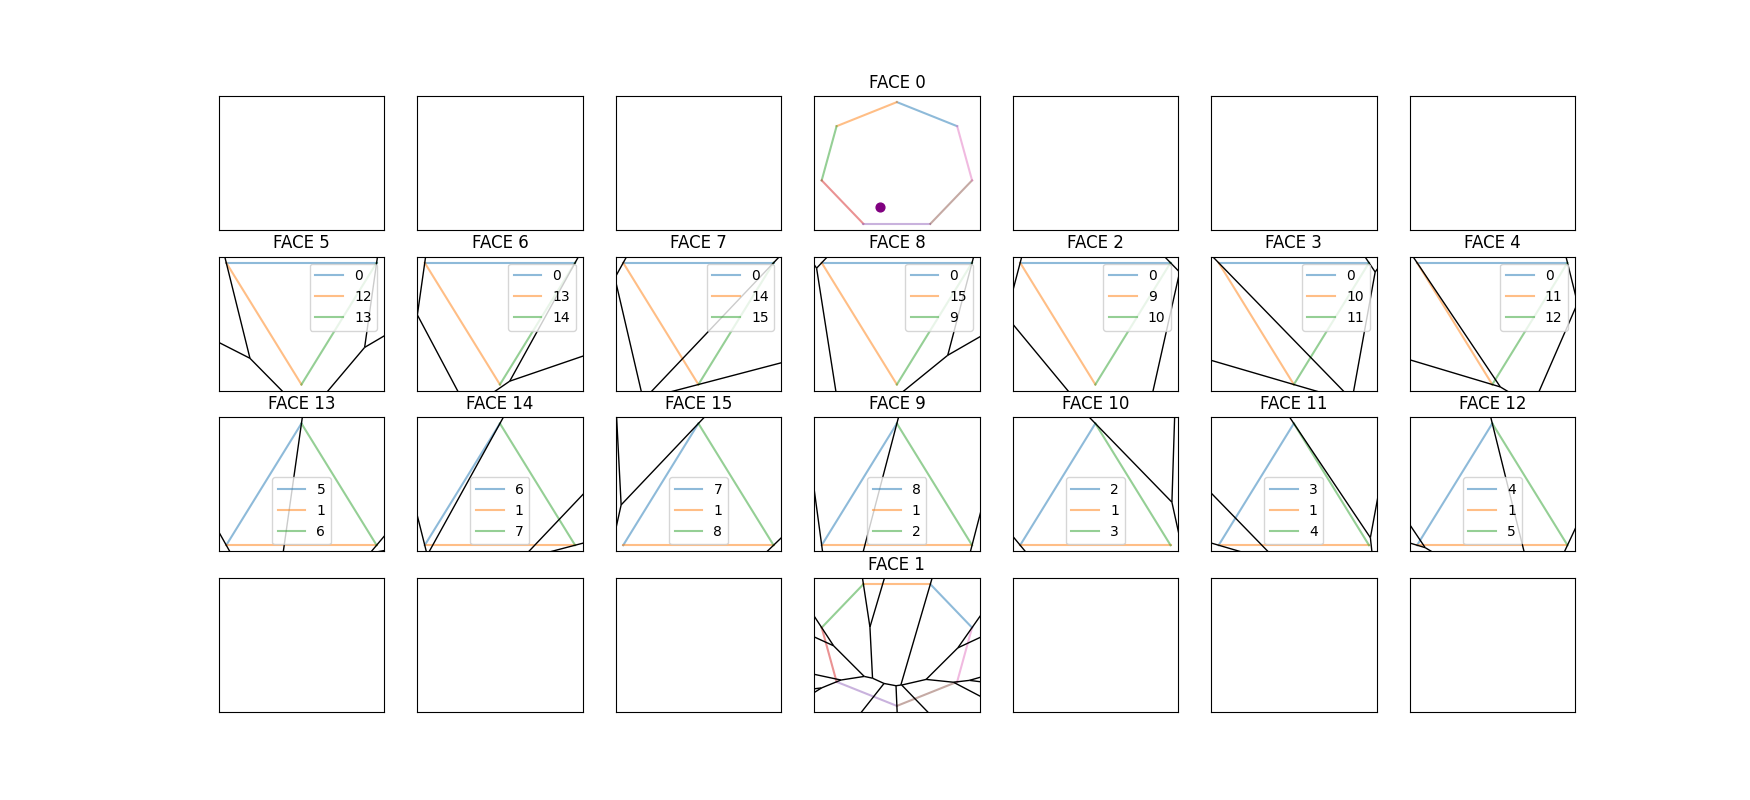 FACE 0
FACE 5 FACE 6 FACE 7 FACE 8 FACE 2 FACE 3 FACE 4
0 0 0 0 0 0 0
12 13 14 15 9 10 11
13 14 15 9 10 11 12
FACE 13 FACE 14 FACE 15 FACE 9 FACE 10 FACE 11 FACE 12
5 6 7 8 2 3 4
1 1 1 1 1 1 1
6 7 8 2 3 4 5
FACE 1